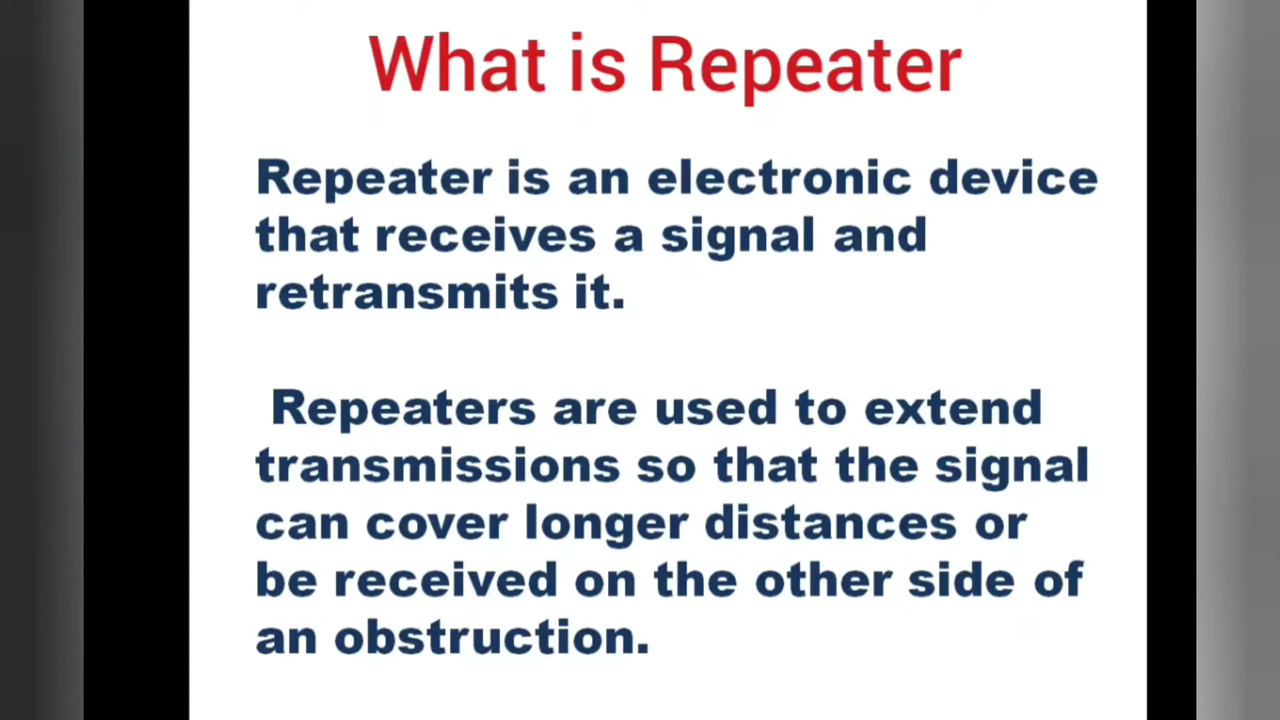 What is Repeater
Repeater is an electronic device
that receives a signal and
retransmits it.
Repeaters are used to extend
transmissions so that the signal
can cover longer distances or
be received on the other side of
an obstruction.